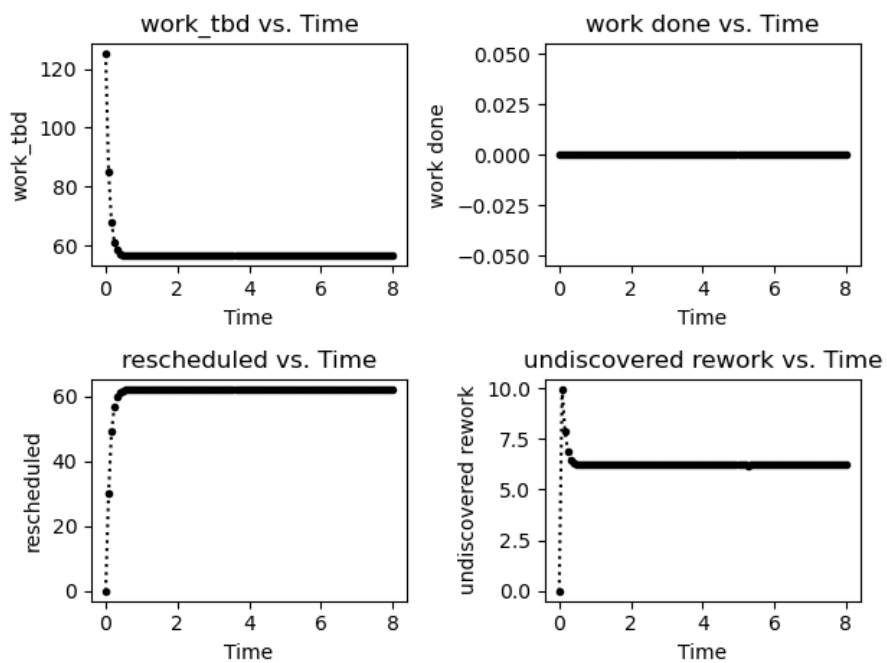 work_tbd vs. Time
120
100
80
60
work_tbd
0 2 4 6 8
Time
work done vs. Time
0.050
0.025
0.000
−0.025
−0.050
work done
0 2 4 6 8
Time
rescheduled vs. Time
60
40
20
0
rescheduled
0 2 4 6 8
Time
undiscovered rework vs. Time
10.0
7.5
5.0
2.5
0.0
undiscovered rework
0 2 4 6 8
Time